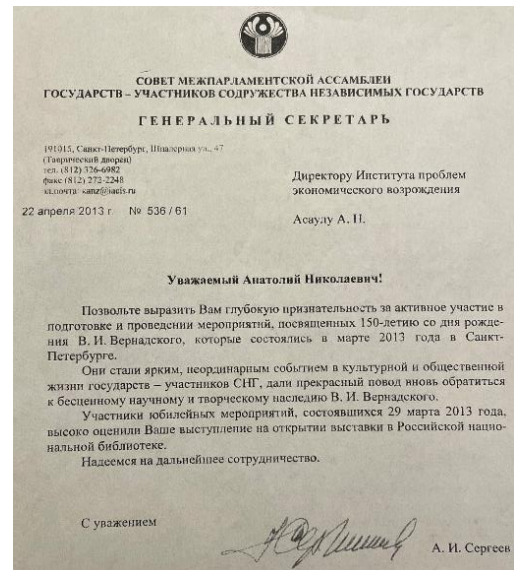 СОВЕТ МЕЖПАРЛАМЕНТСКОЙ АССАМБЛЕИ
ГОСУДАРСТВ – УЧАСТНИКОВ СОДРУЖЕСТВА НЕЗАВИСИМЫХ ГОСУДАРСТВ
ГЕНЕРАЛЬНЫЙ СЕКРЕТАРЬ
191015, Санкт-Петербург, Шпалерная ул., 47
(Таврический дворец)
тел. (812) 326-6982
факс (812) 272-2248
эл.почта: kanz@iacis.ru
22 апреля 2013 г № 536 / 61
Директору Института проблем
экономического возрождения
Асаулу А. Н.
Уважаемый Анатолий Николаевич!
Позвольте выразить Вам глубокую признательность за активное участие в
подготовке и проведении мероприятий, посвященных 150-летию со дня рожде-
ния В. И. Вернадского, которые состоялись в марте 2013 года в Санкт-
Петербурге.
Они стали ярким, неординарным событием в культурной и общественной
жизни государств – участников СНГ, дали прекрасный повод вновь обратиться
к бесценному научному и творческому наследию В. И. Вернадского.
Участники юбилейных мероприятий, состоявшихся 29 марта 2013 года,
высоко оценили Ваше выступление на открытии выставки в Российской нацио-
нальной библиотеке.
Надеемся на дальнейшее сотрудничество.
С уважением
А. И. Сергеев